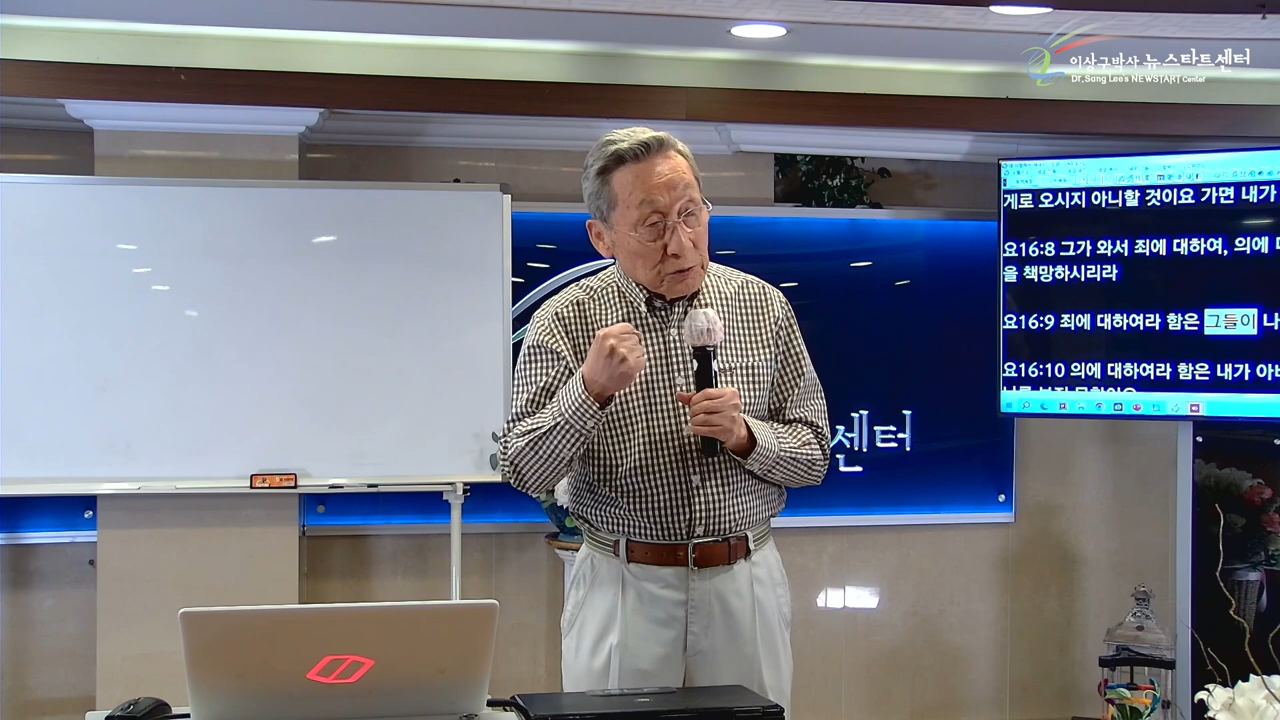 이상구박사 뉴스타트센터
Dr.Sang Lee's NEWSTART Center
게로 오시지 아니할 것이요 가면 내가
요16:8 그가 와서 죄에 대하여, 의에
을 책망하시리라
요16:9 죄에 대하여라 함은 그들이 나
요16:10 의에 대하여라 함은 내가 아버
센터